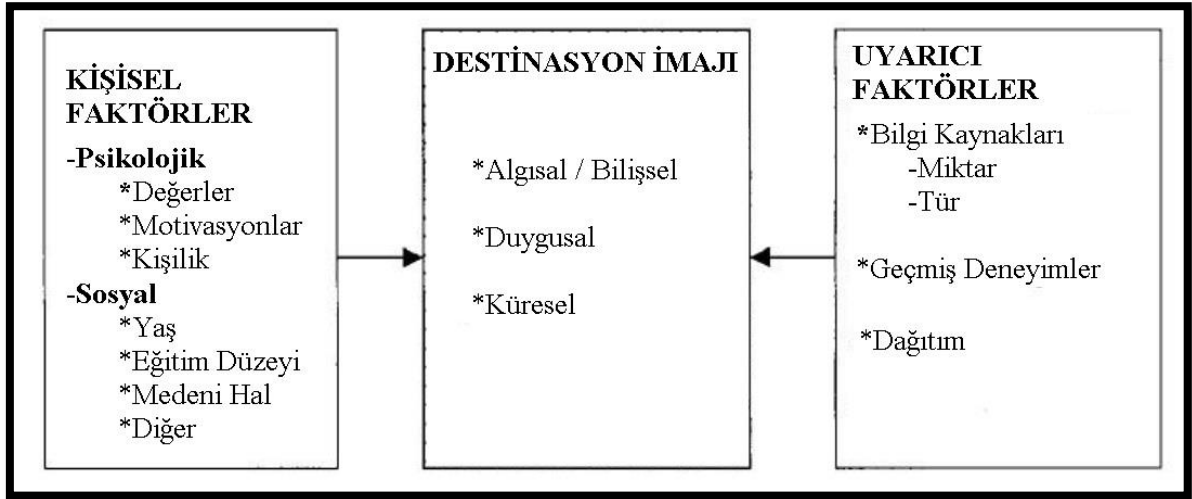 KİŞİSEL
FAKTÖRLER
-Psikolojik
*Değerler
*Motivasyonlar
*Kişilik
-Sosyal
*Yaş
*Eğitim Düzeyi
*Medeni Hal
*Diğer
DESTİNASYON İMAJI
*Algısal / Bilişsel
*Duygusal
*Küresel
UYARICI
FAKTÖRLER
*Bilgi Kaynakları
-Miktar
-Tür
*Geçmiş Deneyimler
*Dağıtım